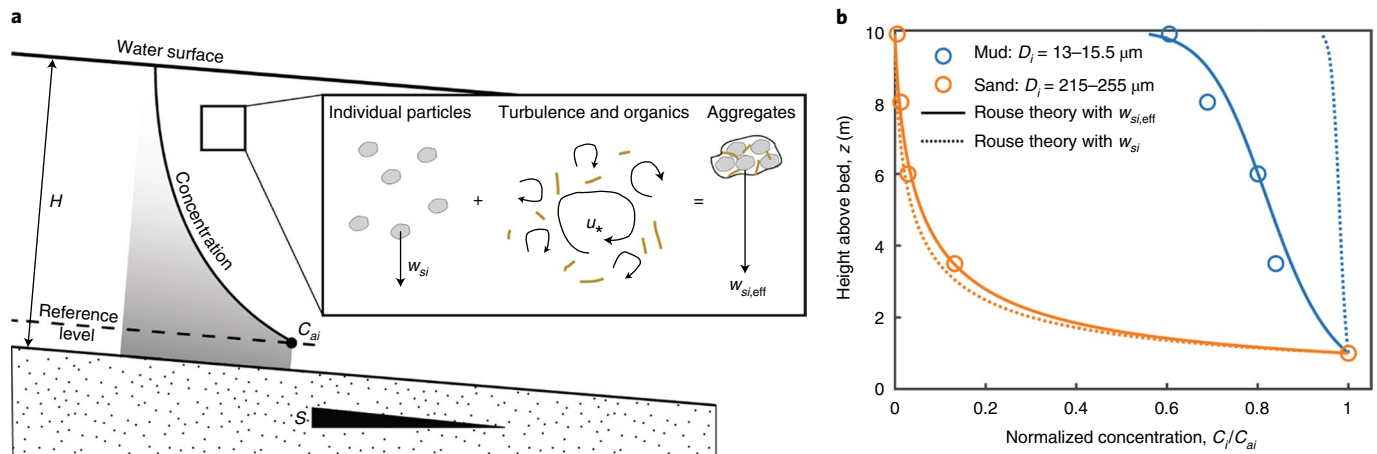 a
Water surface
H
Concentration
Reference
level
C_ai
S
Individual particles
Turbulence and organics
Aggregates
+
u_*
=
w_si
w_si,eff
b
10
8
6
4
2
0
Height above bed, z (m)
Mud: D_i = 13–15.5 μm
Sand: D_i = 215–255 μm
Rouse theory with w_si,eff
Rouse theory with w_si
0
0.2
0.4
0.6
0.8
1
Normalized concentration, C_i/C_ai